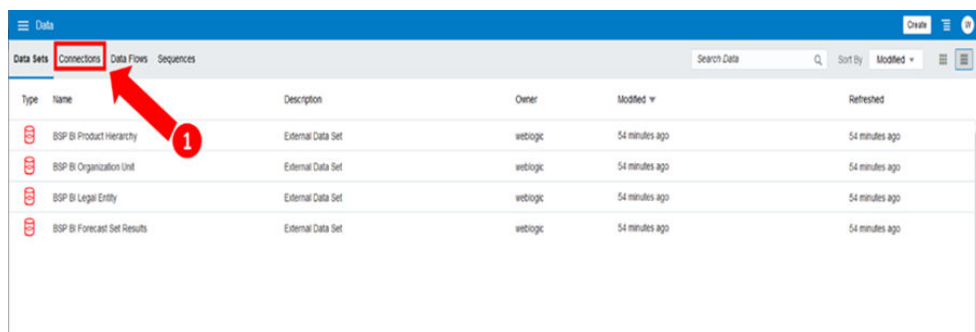 Data Create W
Data Sets Connections Data Flows Sequences Search Data Sort By Modified
Type Name Description Owner Modified Refreshed
1
BSP BI Product Hierarchy External Data Set weblogic 54 minutes ago 54 minutes ago
BSP BI Organization Unit External Data Set weblogic 54 minutes ago 54 minutes ago
BSP BI Legal Entity External Data Set weblogic 54 minutes ago 54 minutes ago
BSP BI Forecast Set Results External Data Set weblogic 54 minutes ago 54 minutes ago